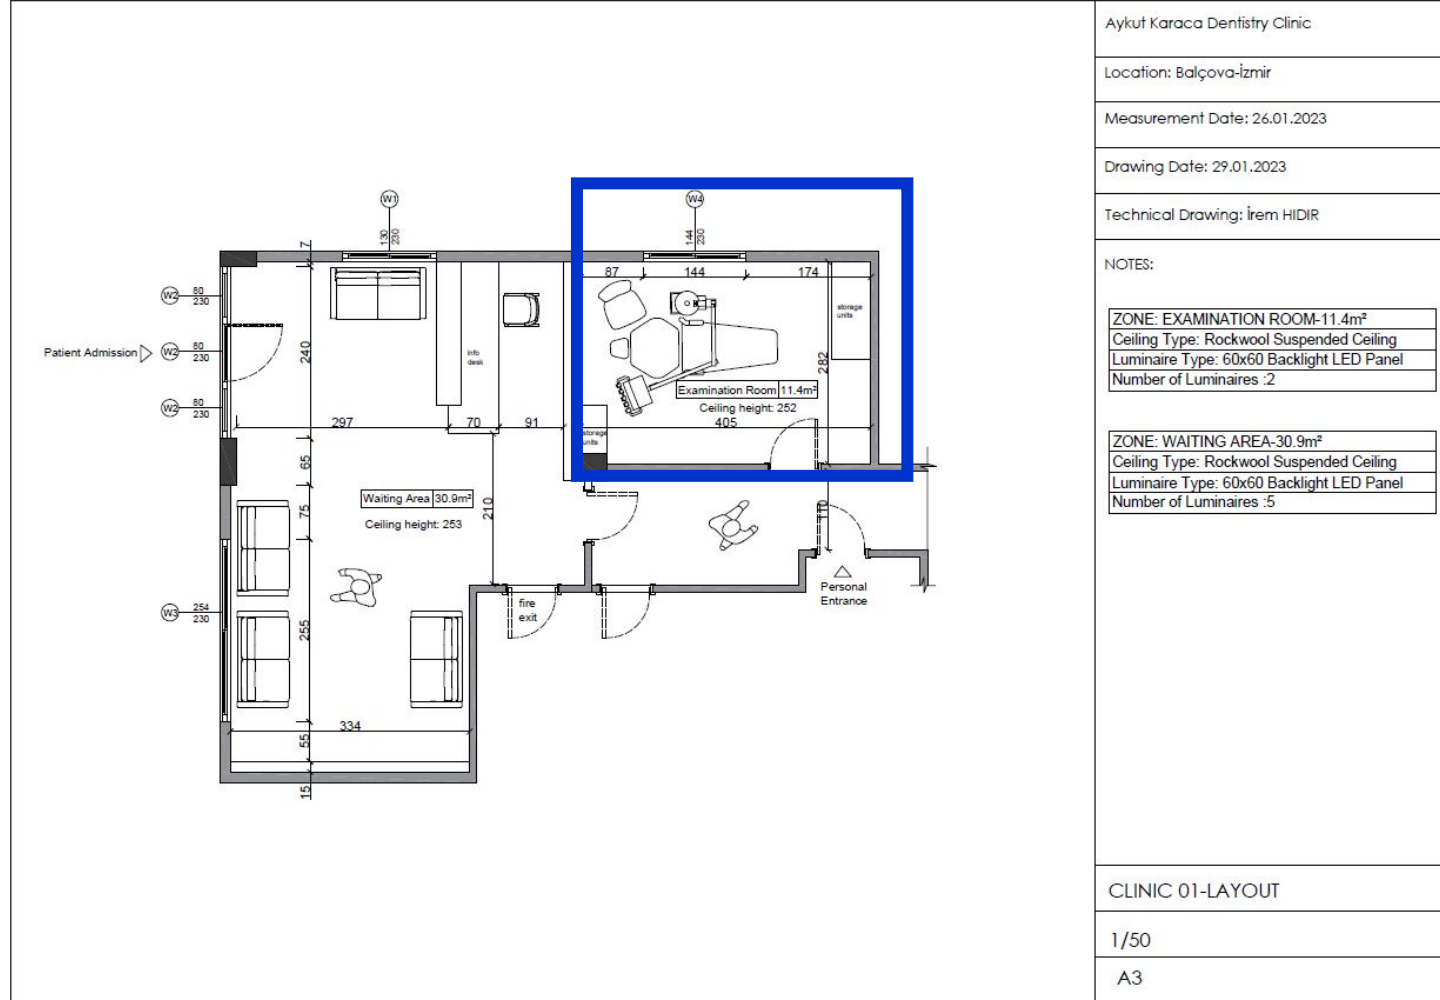 Aykut Karaca Dentistry Clinic
Location: Balçova-İzmir
Measurement Date: 26.01.2023
Drawing Date: 29.01.2023
Technical Drawing: İrem HIDIR
NOTES:
ZONE: EXAMINATION ROOM-11.4m²
Ceiling Type: Rockwool Suspended Ceiling
Luminaire Type: 60x60 Backlight LED Panel
Number of Luminaires :2
ZONE: WAITING AREA-30.9m²
Ceiling Type: Rockwool Suspended Ceiling
Luminaire Type: 60x60 Backlight LED Panel
Number of Luminaires :5
CLINIC 01-LAYOUT
1/50
A3
W1
130
230
W4
144
230
7
87
144
174
W2
80
230
storage
units
Patient Admission
W2
80
230
240
info
desk
282
Examination Room 11.4m²
Ceiling height: 252
W2
80
230
297
70
91
405
storage
units
65
Waiting Area 30.9m²
Ceiling height: 253
75
210
110
Personal
Entrance
fire
exit
W3
254
230
255
334
55
15